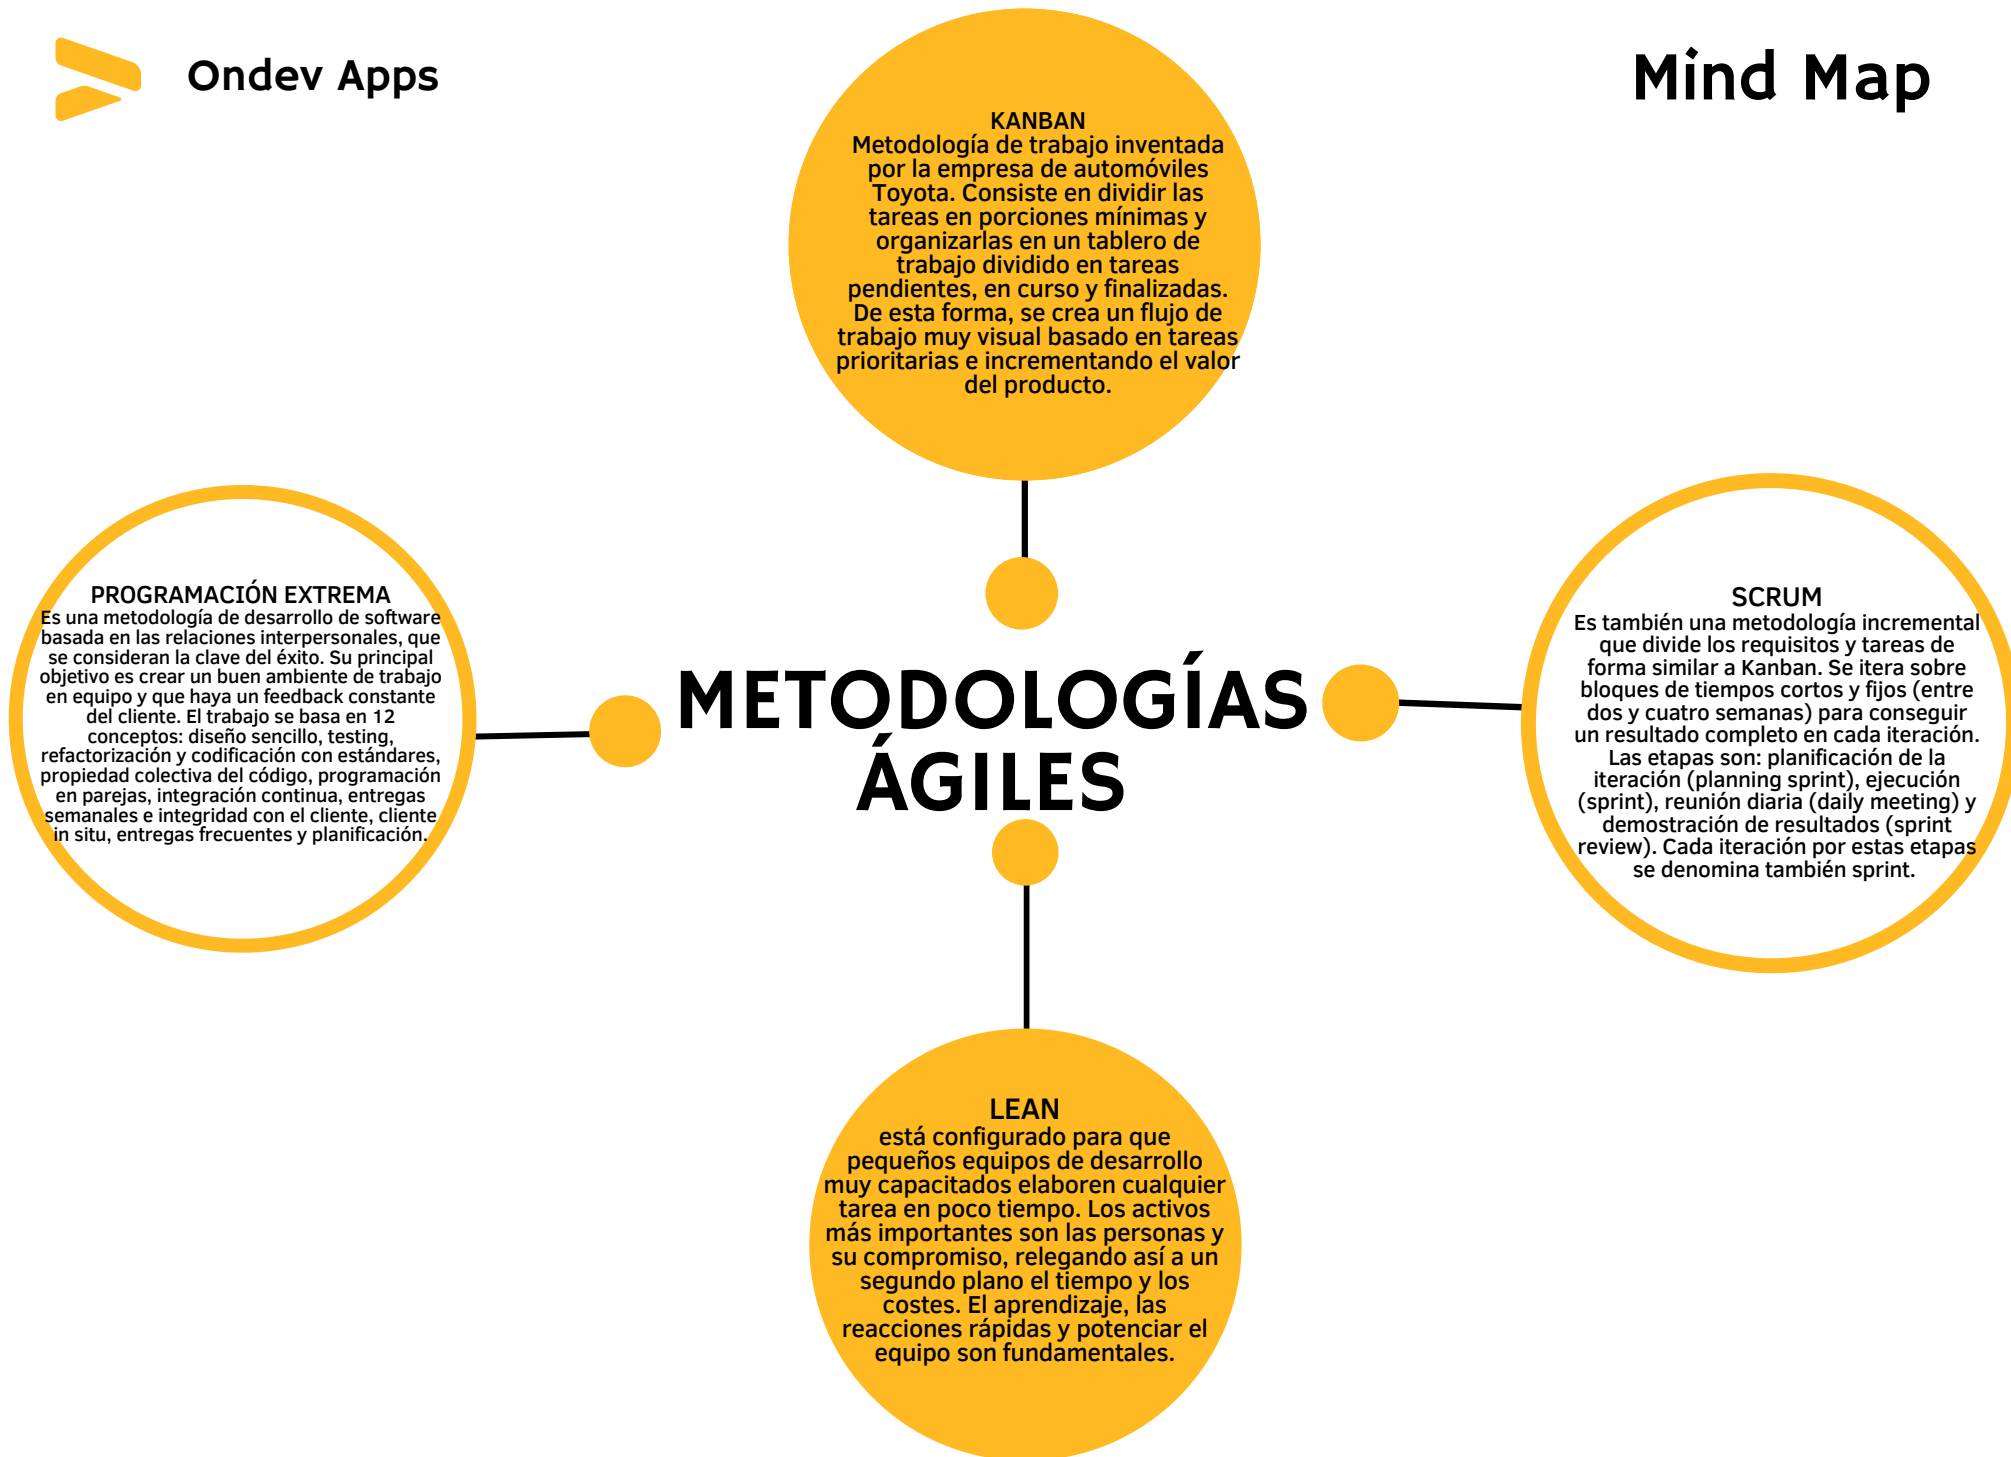 Ondev Apps
Mind Map
KANBAN
Metodología de trabajo inventada
por la empresa de automóviles
Toyota. Consiste en dividir las
tareas en porciones mínimas y
organizarlas en un tablero de
trabajo dividido en tareas
pendientes, en curso y finalizadas.
De esta forma, se crea un flujo de
trabajo muy visual basado en tareas
prioritarias e incrementando el valor
del producto.
PROGRAMACIÓN EXTREMA
Es una metodología de desarrollo de software
basada en las relaciones interpersonales, que
se consideran la clave del éxito. Su principal
objetivo es crear un buen ambiente de trabajo
en equipo y que haya un feedback constante
del cliente. El trabajo se basa en 12
conceptos: diseño sencillo, testing,
refactorización y codificación con estándares,
propiedad colectiva del código, programación
en parejas, integración continua, entregas
semanales e integridad con el cliente, cliente
in situ, entregas frecuentes y planificación.
METODOLOGÍAS
ÁGILES
SCRUM
Es también una metodología incremental
que divide los requisitos y tareas de
forma similar a Kanban. Se itera sobre
bloques de tiempos cortos y fijos (entre
dos y cuatro semanas) para conseguir
un resultado completo en cada iteración.
Las etapas son: planificación de la
iteración (planning sprint), ejecución
(sprint), reunión diaria (daily meeting) y
demostración de resultados (sprint
review). Cada iteración por estas etapas
se denomina también sprint.
LEAN
está configurado para que
pequeños equipos de desarrollo
muy capacitados elaboren cualquier
tarea en poco tiempo. Los activos
más importantes son las personas y
su compromiso, relegando así a un
segundo plano el tiempo y los
costes. El aprendizaje, las
reacciones rápidas y potenciar el
equipo son fundamentales.